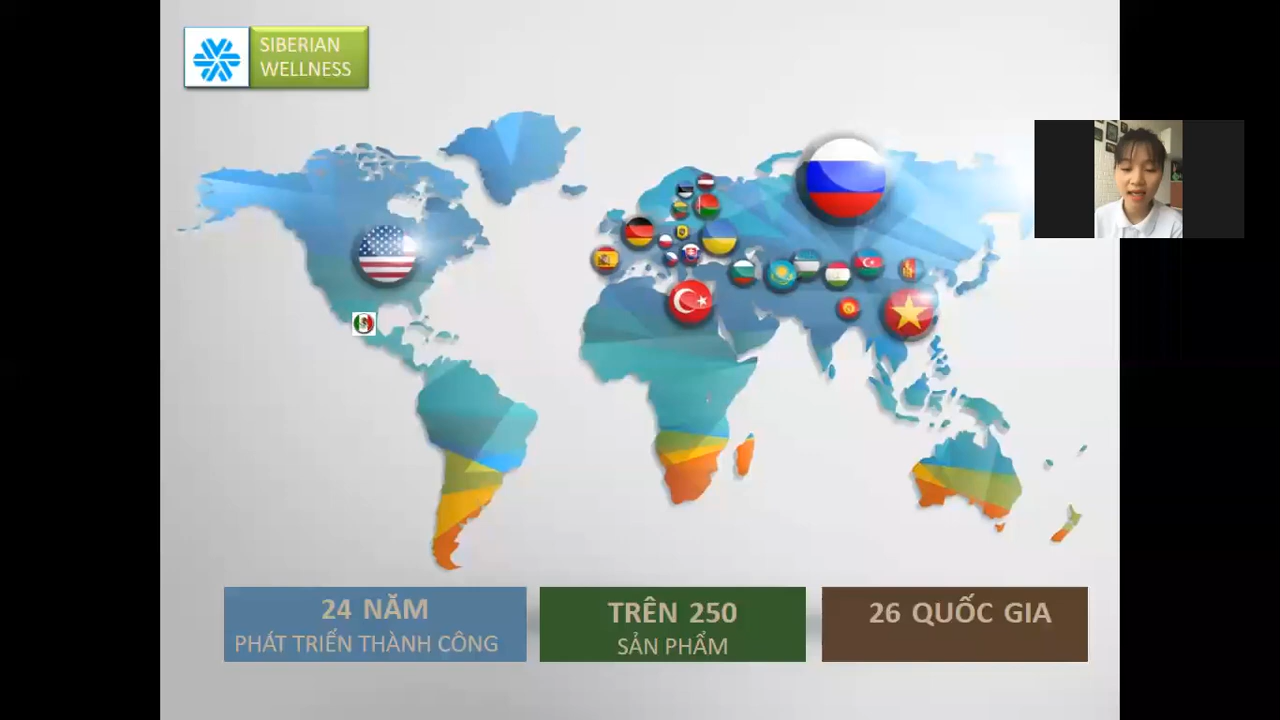 SIBERIAN
WELLNESS
24 NĂM
PHÁT TRIỂN THÀNH CÔNG
TRÊN 250
SẢN PHẨM
26 QUỐC GIA